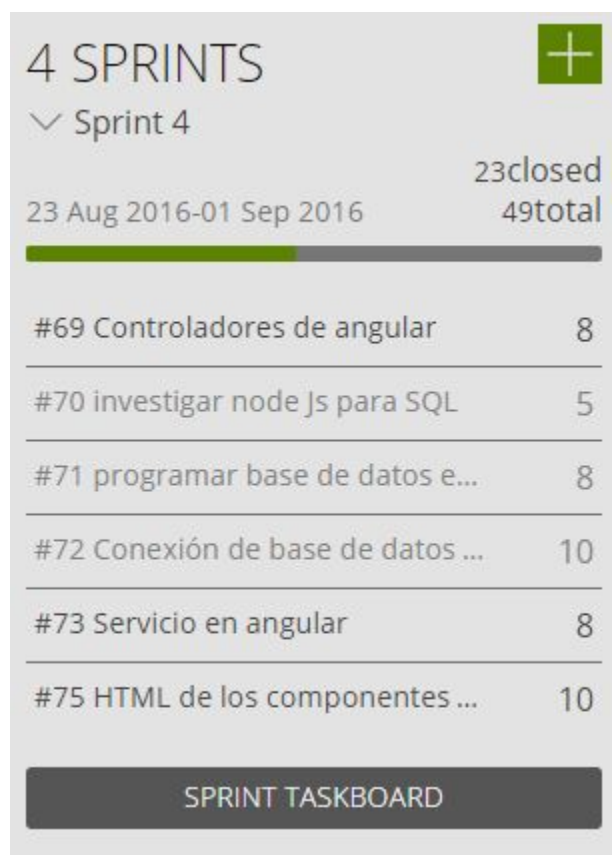 4 SPRINTS
Sprint 4
23closed
23 Aug 2016-01 Sep 2016 49total
#69 Controladores de angular 8
#70 investigar node Js para SQL 5
#71 programar base de datos e... 8
#72 Conexión de base de datos ... 10
#73 Servicio en angular 8
#75 HTML de los componentes ... 10
SPRINT TASKBOARD